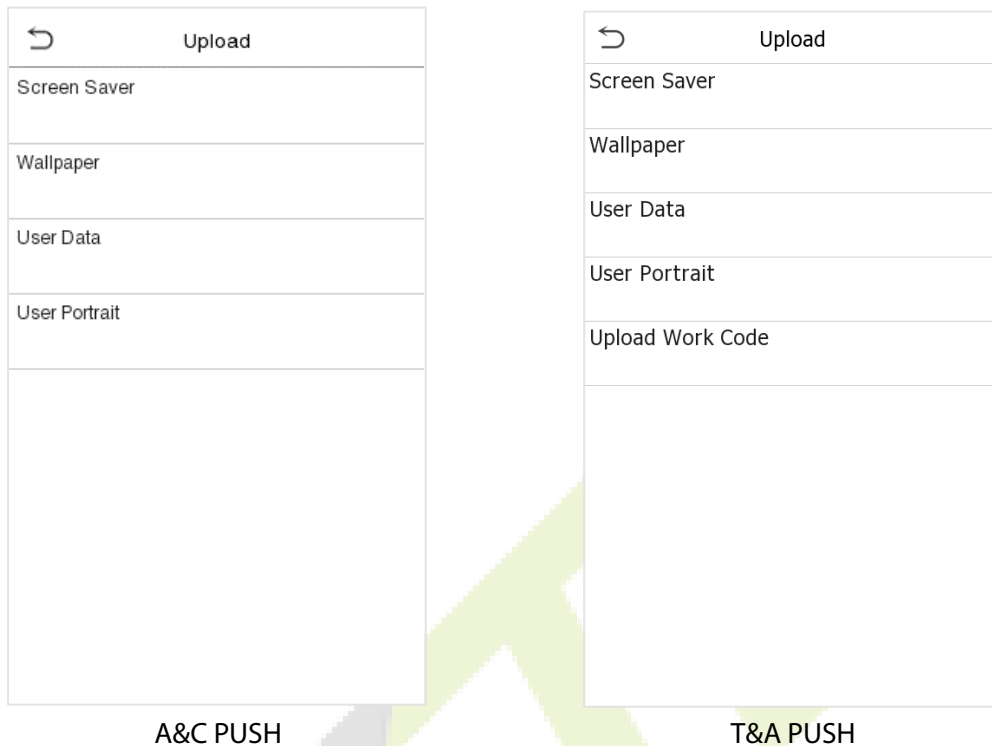 Upload
Screen Saver
Wallpaper
User Data
User Portrait
A&C PUSH
Upload
Screen Saver
Wallpaper
User Data
User Portrait
Upload Work Code
T&A PUSH